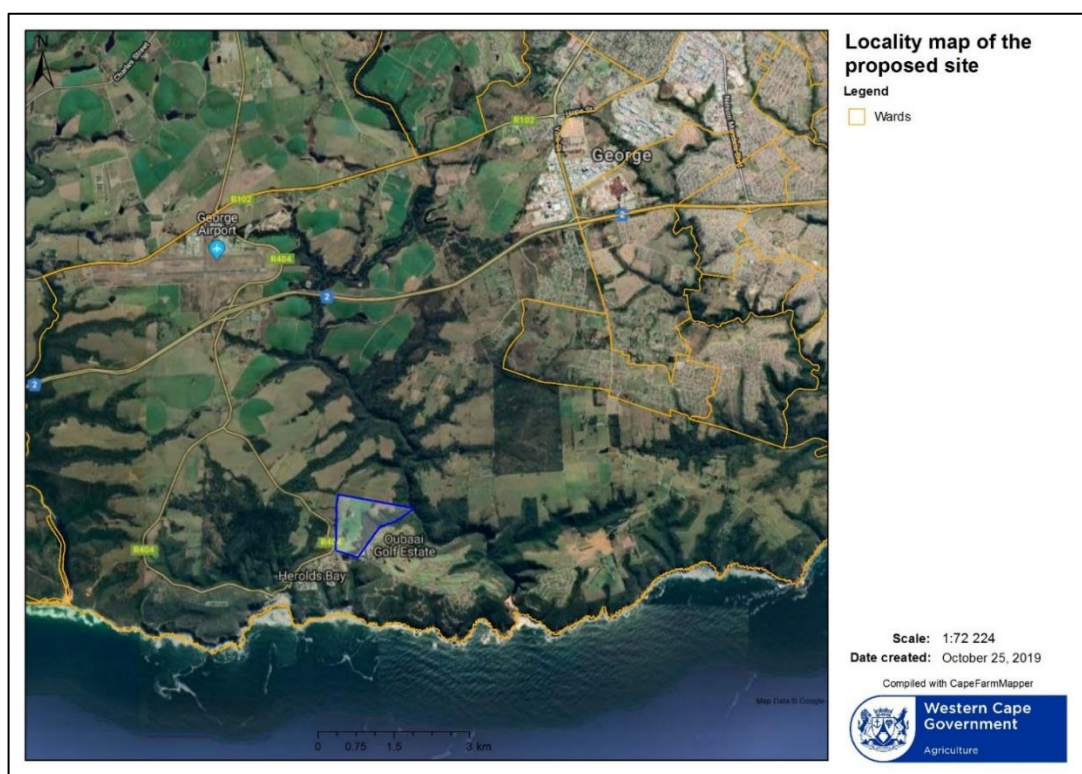 Locality map of the
proposed site
Legend
Wards
N
Charles Street
R102
George
R102
George
Airport
R404
2
2
2
R404
R404
Oubaai
Golf Estate
Herolds Bay
Map Data © Google
0 0.75 1.5 3 km
Scale: 1:72 224
Date created: October 25, 2019
Compiled with CapeFarmMapper
Western Cape
Government
Agriculture